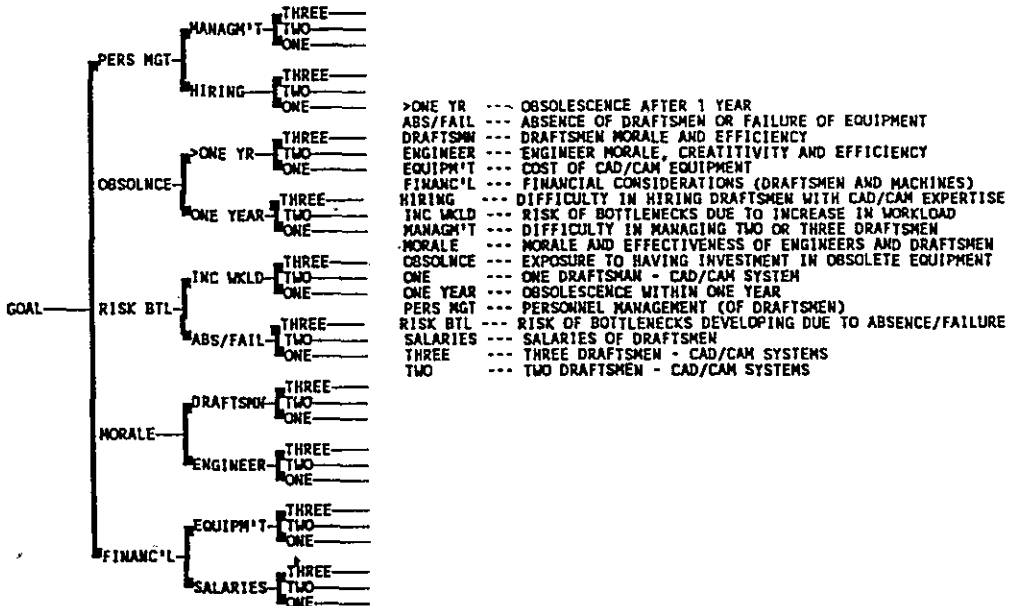 THREE
MANAGM'T TWO
ONE
PERS MGT
THREE
HIRING TWO
ONE
THREE
>ONE YR TWO
ONE
OBSOLNCE
THREE
ONE YEAR TWO
ONE
THREE
INC WKLD TWO
ONE
GOAL RISK BTL
THREE
ABS/FAIL TWO
ONE
THREE
DRAFTSMN TWO
ONE
MORALE
THREE
ENGINEER TWO
ONE
THREE
EQUIPM'T TWO
ONE
FINANC'L
THREE
SALARIES TWO
ONE
>ONE YR --- OBSOLESCENCE AFTER 1 YEAR
ABS/FAIL --- ABSENCE OF DRAFTSMEN OR FAILURE OF EQUIPMENT
DRAFTSMN --- DRAFTSMEN MORALE AND EFFICIENCY
ENGINEER --- ENGINEER MORALE, CREATITIVITY AND EFFICIENCY
EQUIPM'T --- COST OF CAD/CAM EQUIPMENT
FINANC'L --- FINANCIAL CONSIDERATIONS (DRAFTSMEN AND MACHINES)
HIRING --- DIFFICULTY IN HIRING DRAFTSMEN WITH CAD/CAM EXPERTISE
INC WKLD --- RISK OF BOTTLENECKS DUE TO INCREASE IN WORKLOAD
MANAGM'T --- DIFFICULTY IN MANAGING TWO OR THREE DRAFTSMEN
MORALE --- MORALE AND EFFECTIVENESS OF ENGINEERS AND DRAFTSMEN
OBSOLNCE --- EXPOSURE TO HAVING INVESTMENT IN OBSOLETE EQUIPMENT
ONE --- ONE DRAFTSMAN - CAD/CAM SYSTEM
ONE YEAR --- OBSOLESCENCE WITHIN ONE YEAR
PERS MGT --- PERSONNEL MANAGEMENT (OF DRAFTSMEN)
RISK BTL --- RISK OF BOTTLENECKS DEVELOPING DUE TO ABSENCE/FAILURE
SALARIES --- SALARIES OF DRAFTSMEN
THREE --- THREE DRAFTSMEN - CAD/CAM SYSTEMS
TWO --- TWO DRAFTSMEN - CAD/CAM SYSTEMS